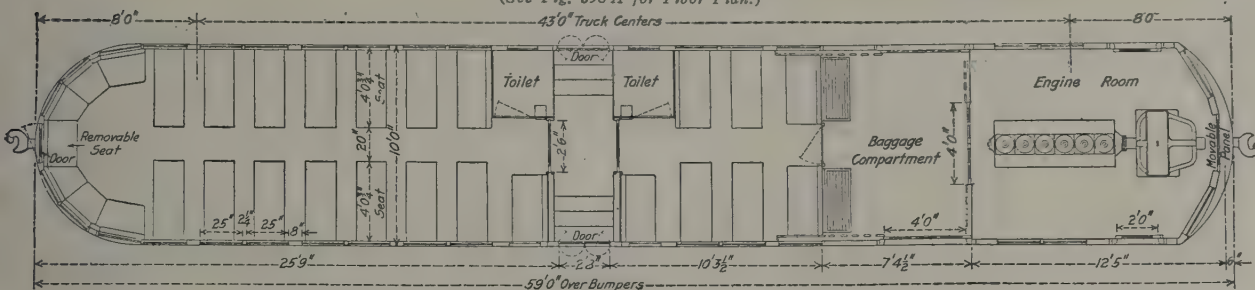 8'0"
43'0" Truck Centers
8'0"
Door
Toilet
Toilet
Engine Room
4'0¾"
Seat
20"
10'0"
2'6"
Removable
Seat
Door
Baggage
Compartment
4'0"
Movable
Panel
4'0¾"
Seat
25"
2¼"
25"
8"
Door
4'0"
2'0"
25'9"
28"
10'3½"
7'4½"
12'5"
59'0" Over Bumpers